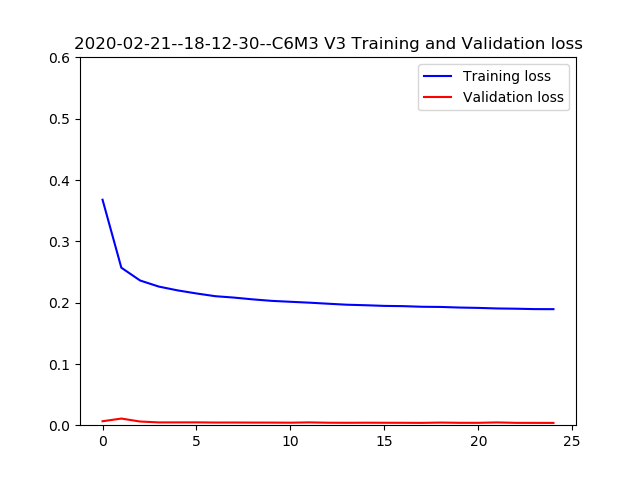 2020-02-21--18-12-30--C6M3 V3 Training and Validation loss
0.6
Training loss
Validation loss
0.5
0.4
0.3
0.2
0.1
0.0
0 5 10 15 20 25